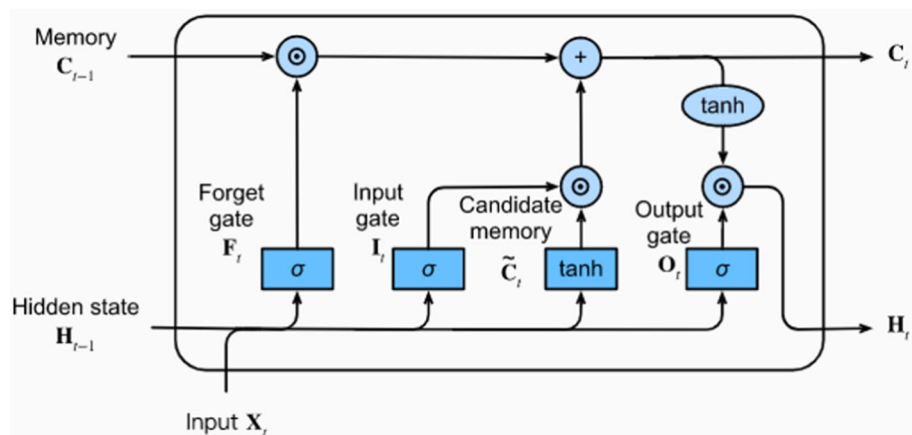 Memory
C_{t-1}
⊙
+
C_t
tanh
Forget
gate
F_t
Input
gate
I_t
⊙
Candidate
memory
C̃_t
Output
gate
O_t
⊙
σ
σ
tanh
σ
Hidden state
H_{t-1}
H_t
Input X_t